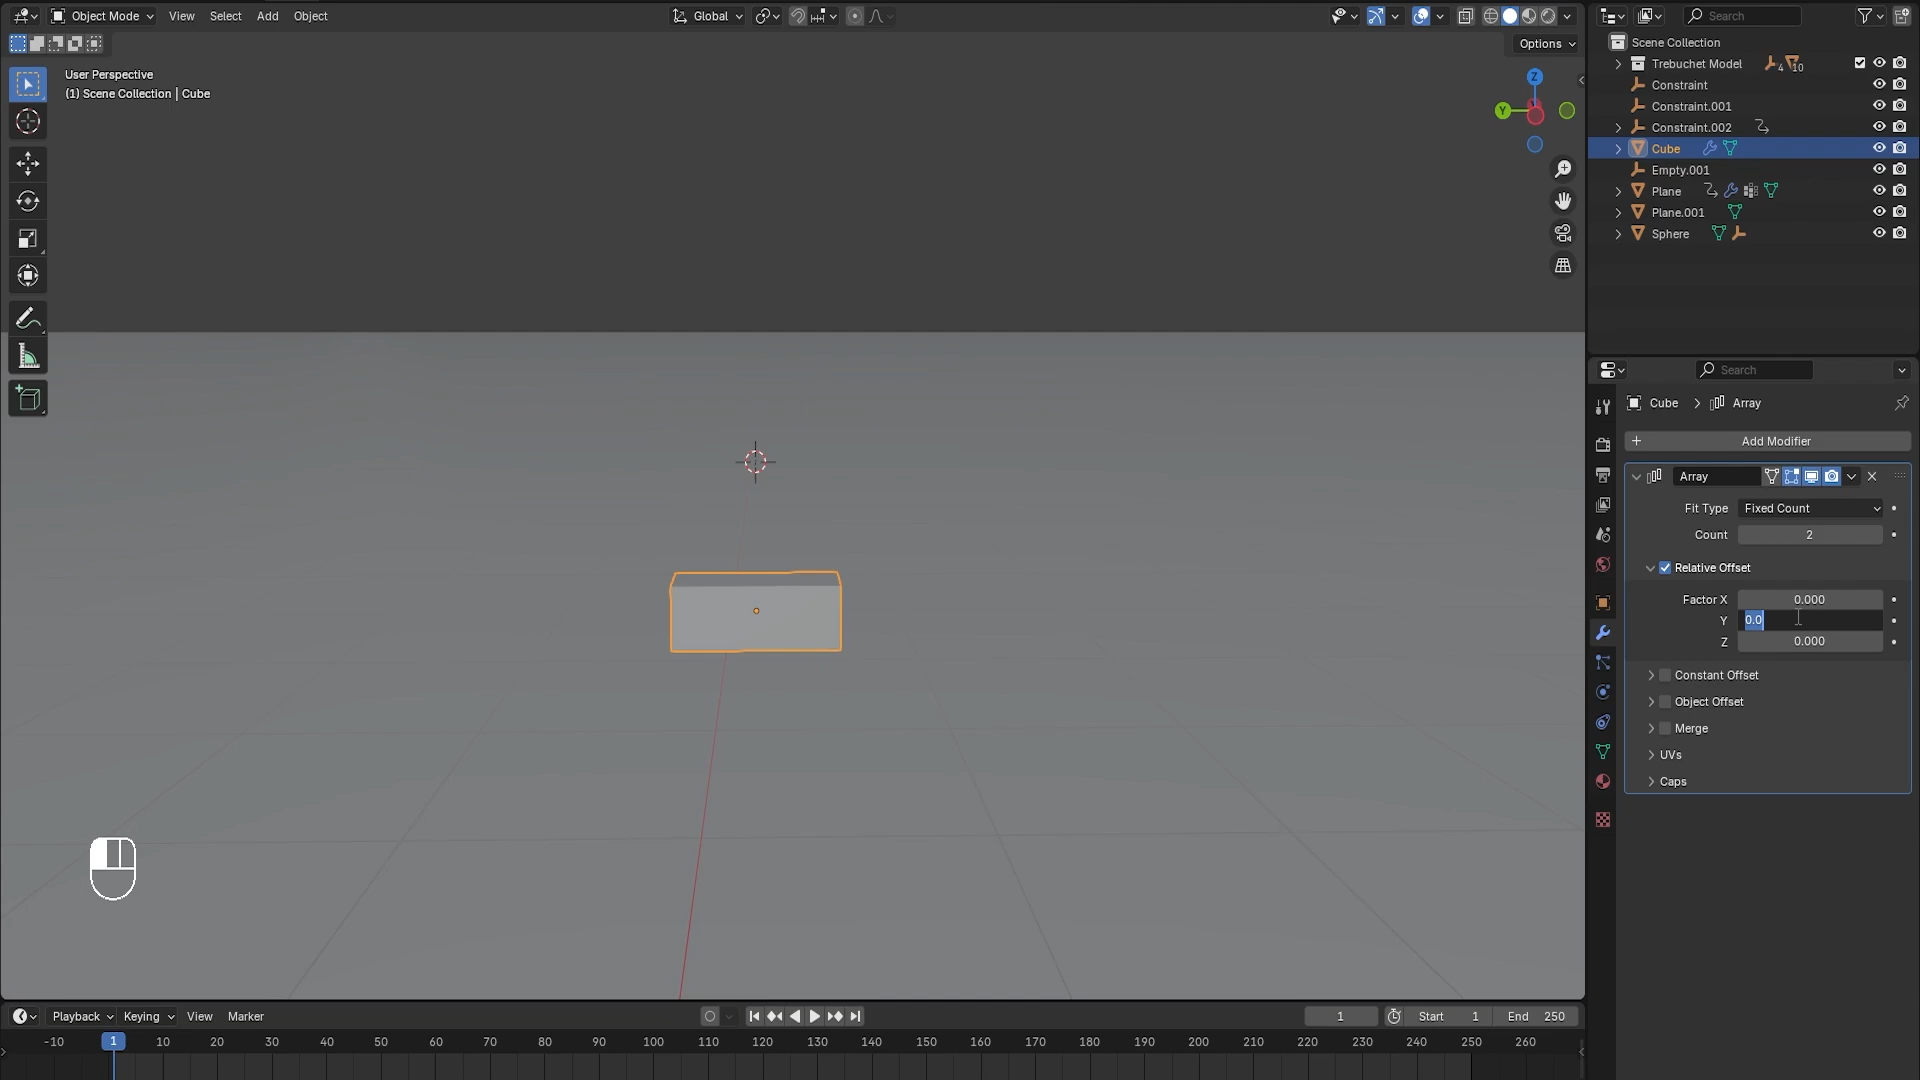 Object Mode View Select Add Object Global
Options
User Perspective
(1) Scene Collection | Cube
Z
Y
Search
Scene Collection
Trebuchet Model 4 10
Constraint
Constraint.001
Constraint.002
Cube
Empty.001
Plane
Plane.001
Sphere
Search
Cube > Array
+ Add Modifier
Array
Fit Type Fixed Count
Count 2
Relative Offset
Factor X 0.000
Y 0.0
Z 0.000
Constant Offset
Object Offset
Merge
UVs
Caps
Playback Keying View Marker 1 Start 1 End 250
-10 1 10 20 30 40 50 60 70 80 90 100 110 120 130 140 150 160 170 180 190 200 210 220 230 240 250 260